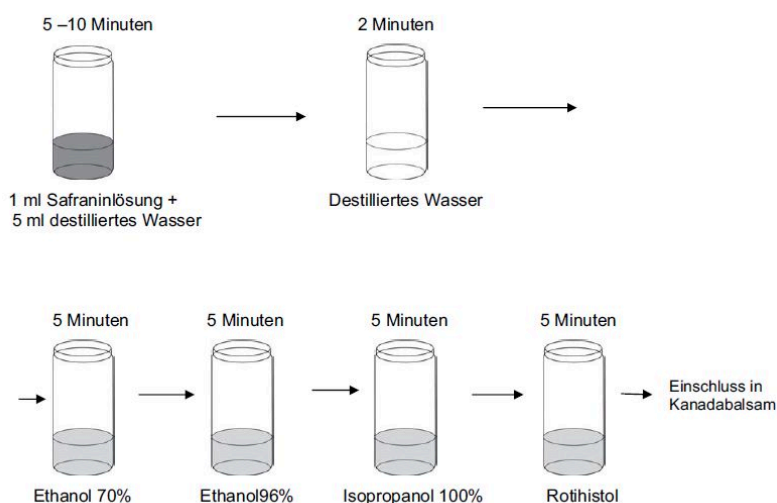 5 –10 Minuten
2 Minuten
1 ml Safraninlösung +
5 ml destilliertes Wasser
Destilliertes Wasser
5 Minuten
5 Minuten
5 Minuten
5 Minuten
Einschluss in
Kanadabalsam
Ethanol 70%
Ethanol96%
Isopropanol 100%
Rotihistol